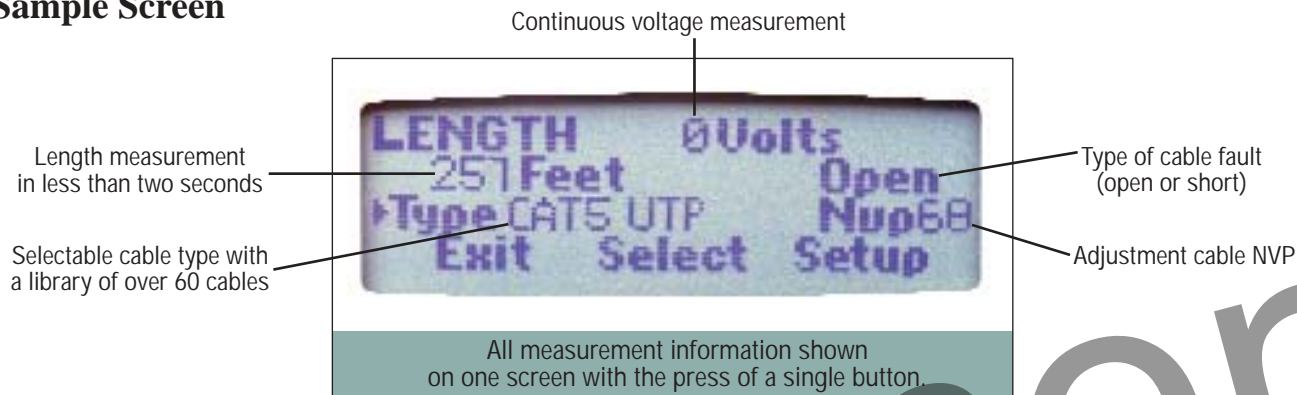 Sample Screen
Continuous voltage measurement
LENGTH 0Volts
Length measurement
in less than two seconds
257 Feet Open
Type of cable fault
(open or short)
Type CAT5 UTP Nvp68
Selectable cable type with
a library of over 60 cables
Exit Select Setup
Adjustment cable NVP
All measurement information shown
on one screen with the press of a single button.